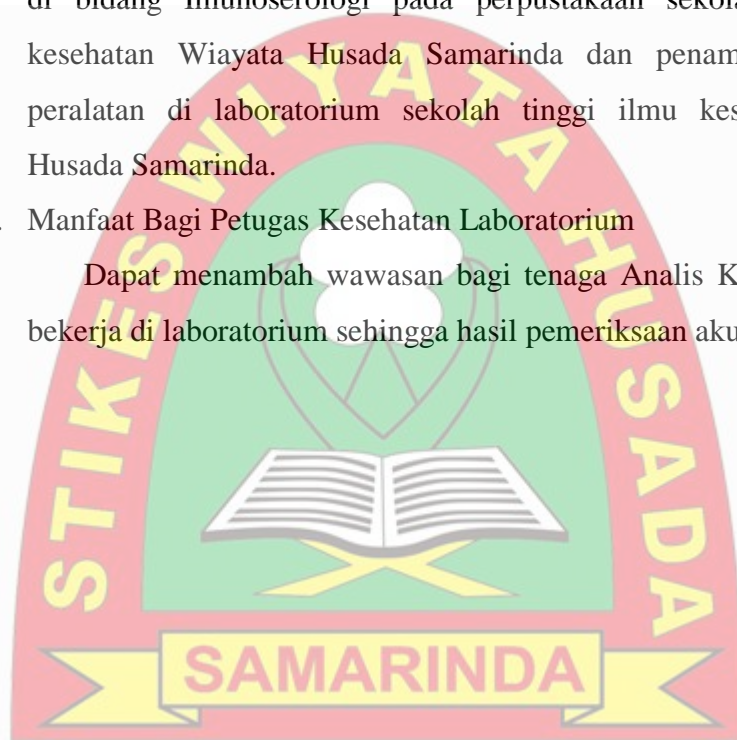 di bidang Imunoserologi pada perpustakaan sekola
kesehatan Wiayata Husada Samarinda dan penam
peralatan di laboratorium sekolah tinggi ilmu kes
Husada Samarinda.
. Manfaat Bagi Petugas Kesehatan Laboratorium
Dapat menambah wawasan bagi tenaga Analis K
bekerja di laboratorium sehingga hasil pemeriksaan aku
STIKES WIYATA HUSADA
SAMARINDA